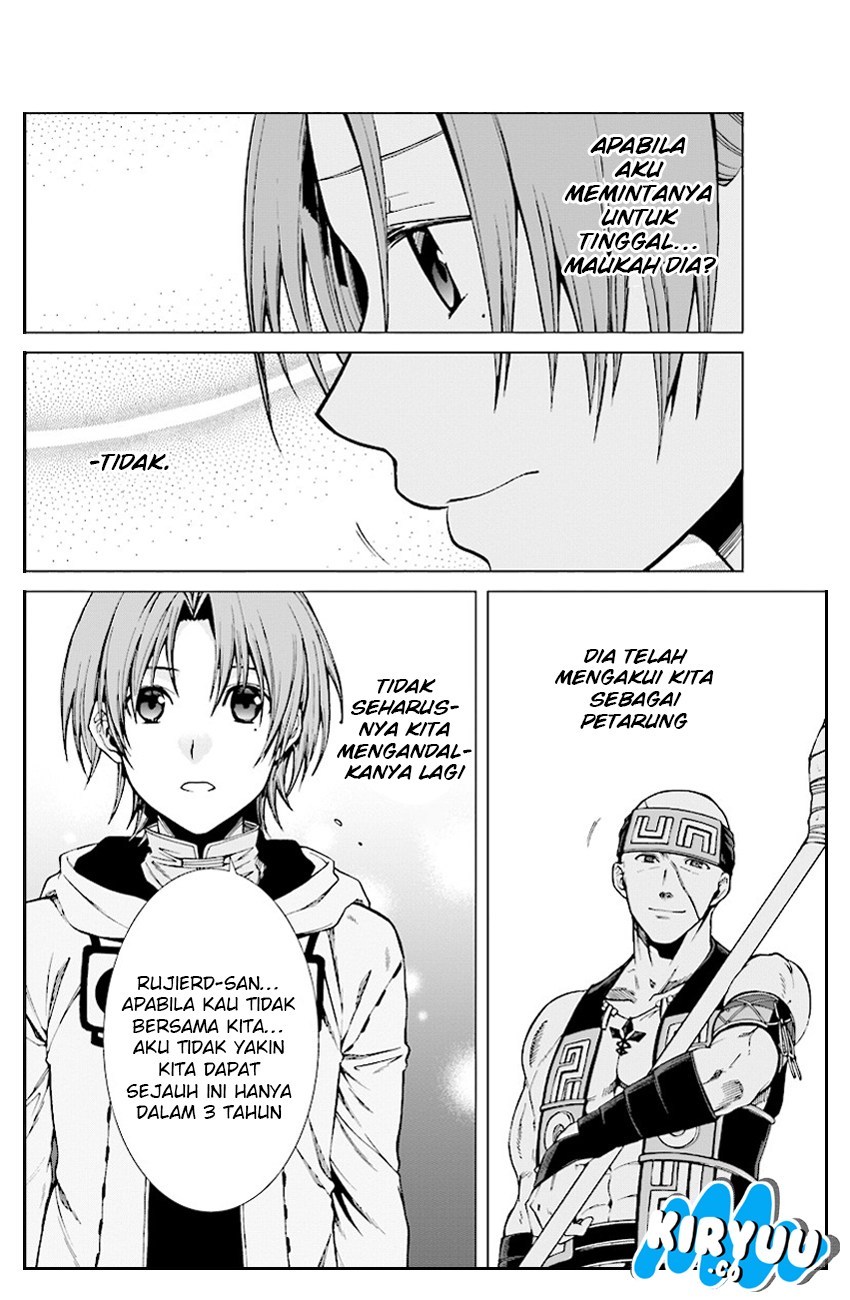 APABILA
AKU
MEMINTANYA
UNTUK
TINGGAL...
MAUKAH DIA?
-TIDAK.
DIA TELAH
MENGAKUI KITA
SEBAGAI
PETARUNG
TIDAK
SEHARUS-
NYA KITA
MENGANDAL-
KANYA LAGI
RUJIERD-SAN...
APABILA KAU TIDAK
BERSAMA KITA...
AKU TIDAK YAKIN
KITA DAPAT
SEJAUH INI HANYA
DALAM 3 TAHUN
KIRYUU
.CO